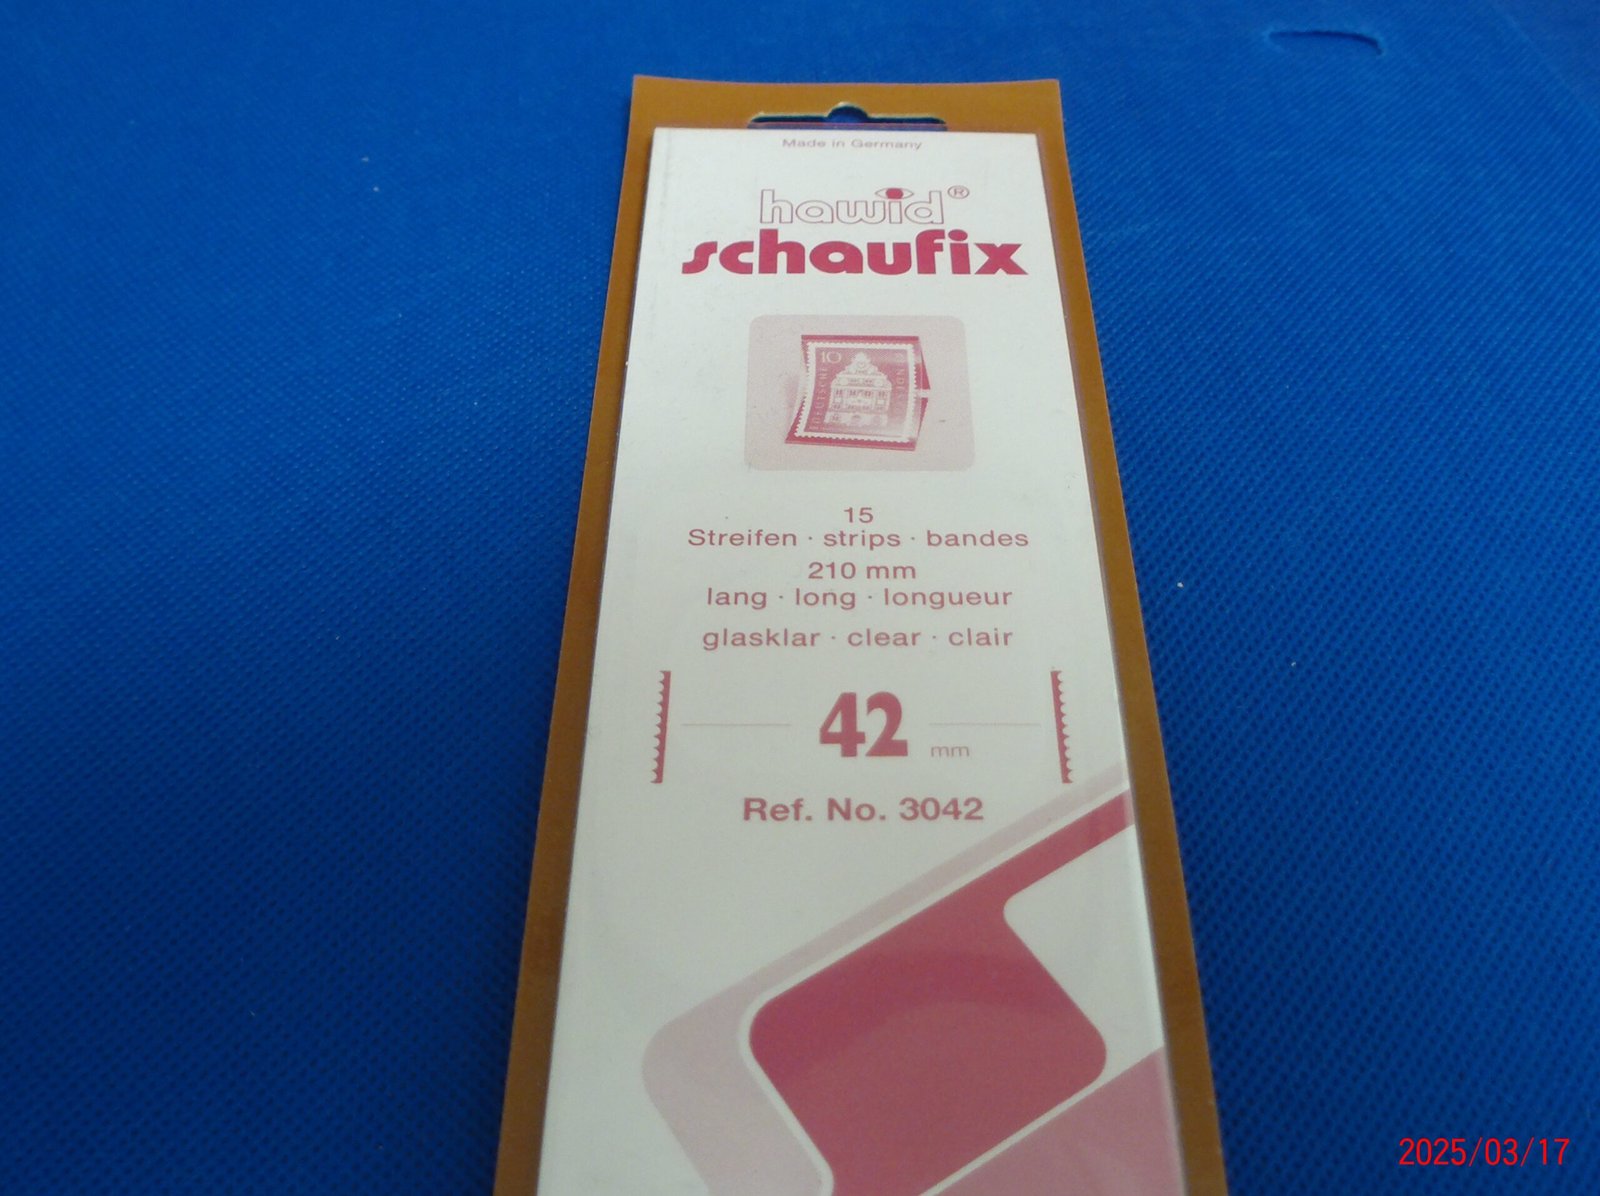 Made in Germany
hawid®
schaufix
10
15
Streifen · strips · bandes
210 mm
lang · long · longueur
glasklar · clear · clair
42 mm
Ref. No. 3042
2025/03/17